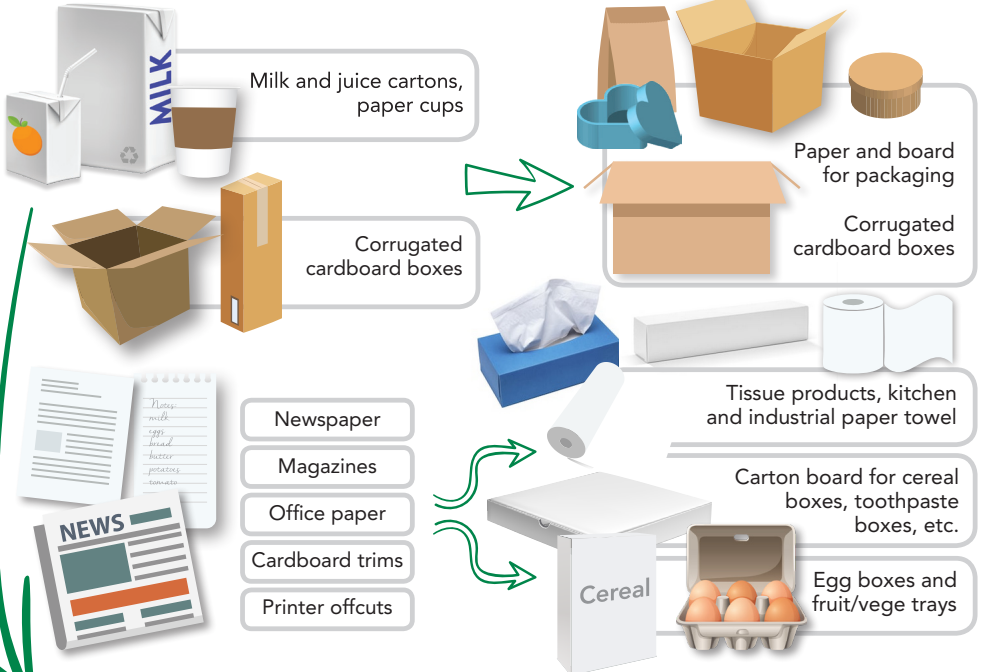 MILK
Milk and juice cartons,
paper cups
Corrugated
cardboard boxes
Paper and board
for packaging
Corrugated
cardboard boxes
Notes
milk
eggs
bread
butter
potatoes
tomato
NEWS
Newspaper
Magazines
Office paper
Cardboard trims
Printer offcuts
Tissue products, kitchen
and industrial paper towel
Carton board for cereal
boxes, toothpaste
boxes, etc.
Cereal
Egg boxes and
fruit/vege trays